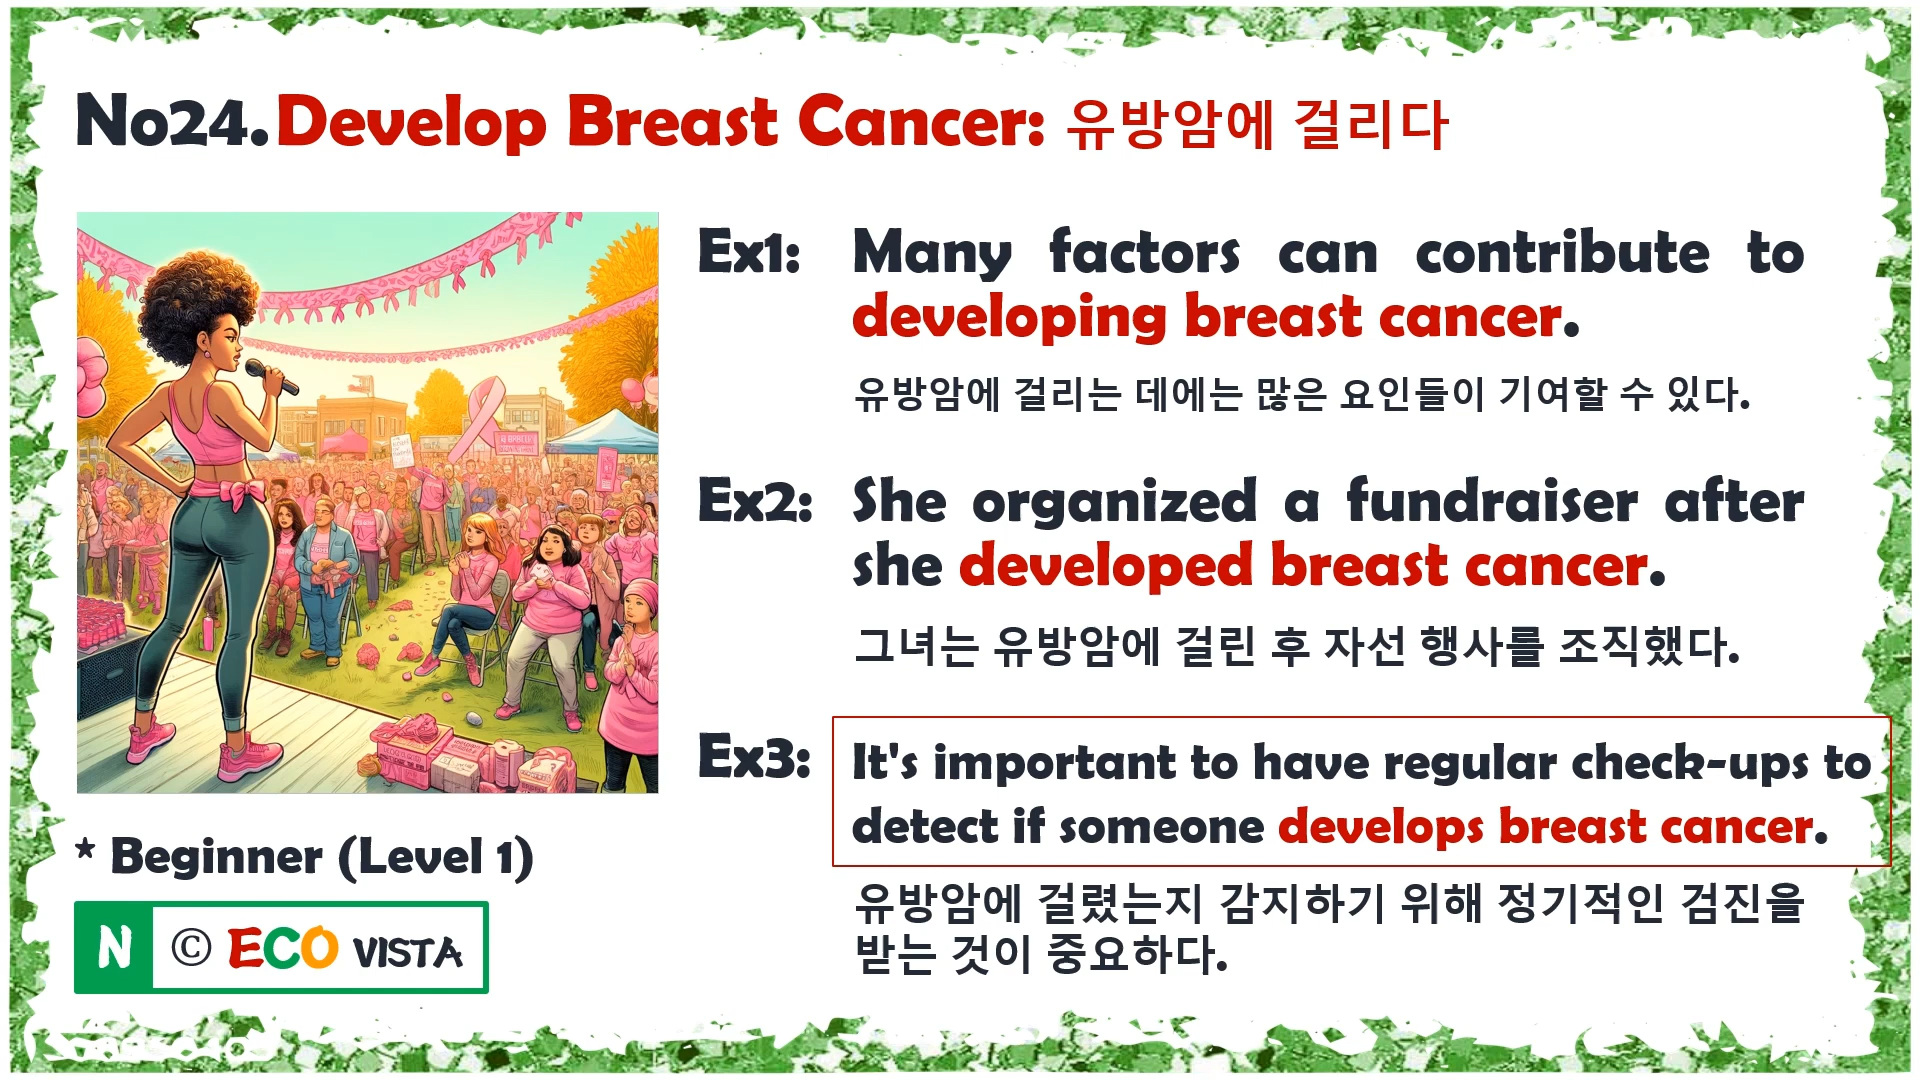 No24. Develop Breast Cancer: 유방암에 걸리다
Ex1: Many factors can contribute to
developing breast cancer.
유방암에 걸리는 데에는 많은 요인들이 기여할 수 있다.
Ex2: She organized a fundraiser after
she developed breast cancer.
그녀는 유방암에 걸린 후 자선 행사를 조직했다.
Ex3: It's important to have regular check-ups to
detect if someone develops breast cancer.
유방암에 걸렸는지 감지하기 위해 정기적인 검진을
받는 것이 중요하다.
* Beginner (Level 1)
N © ECO VISTA